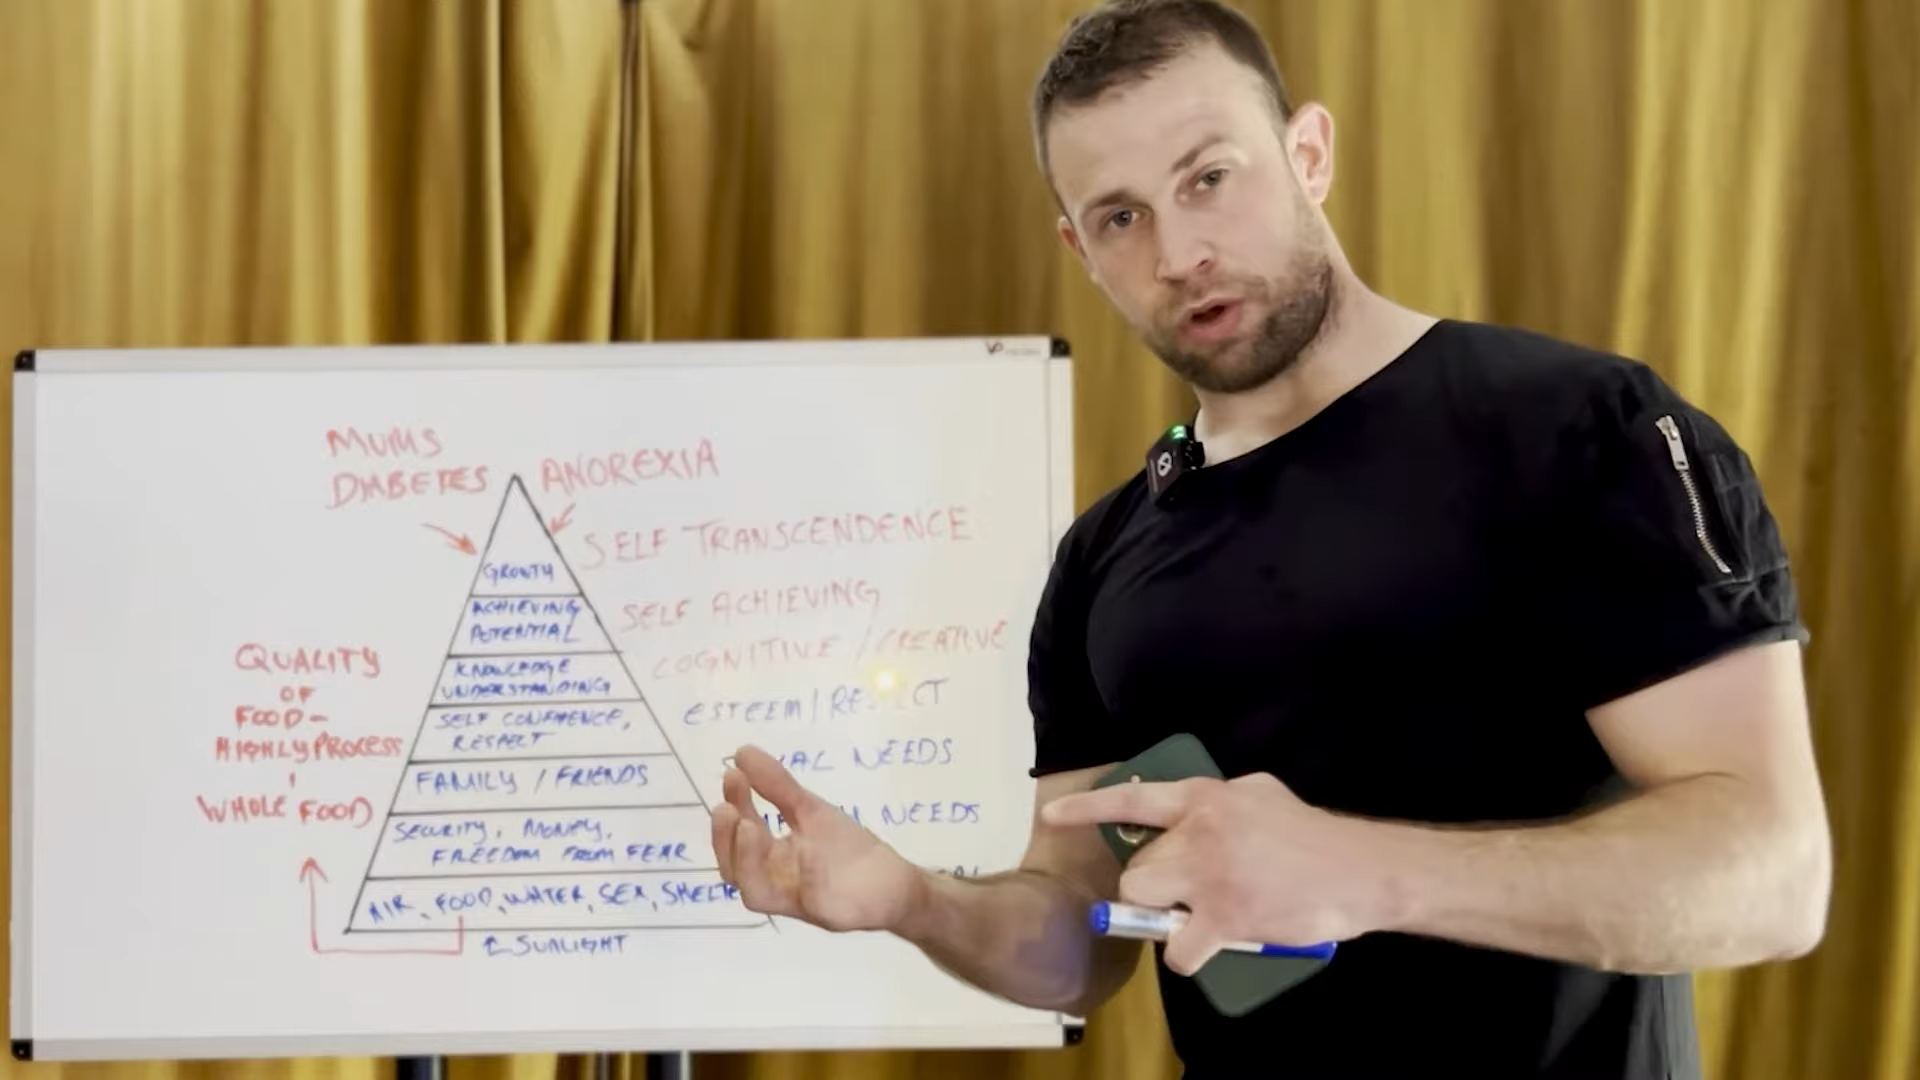 MUMS
DIABETES
ANOREXIA
SELF TRANSCENDENCE
GROWTH
ACHIEVING
POTENTIAL
SELF ACHIEVING
KNOWLEDGE
UNDERSTANDING
COGNITIVE / CREATIVE
QUALITY
OF
FOOD-
HIGHLY PROCESS
WHOLE FOOD
SELF CONFIDENCE,
RESPECT
ESTEEM / RESPECT
FAMILY / FRIENDS
NEEDS
SECURITY, MONEY,
FREEDOM FROM FEAR
NEEDS
AIR, FOOD, WATER, SEX, SHELTE
SUNLIGHT